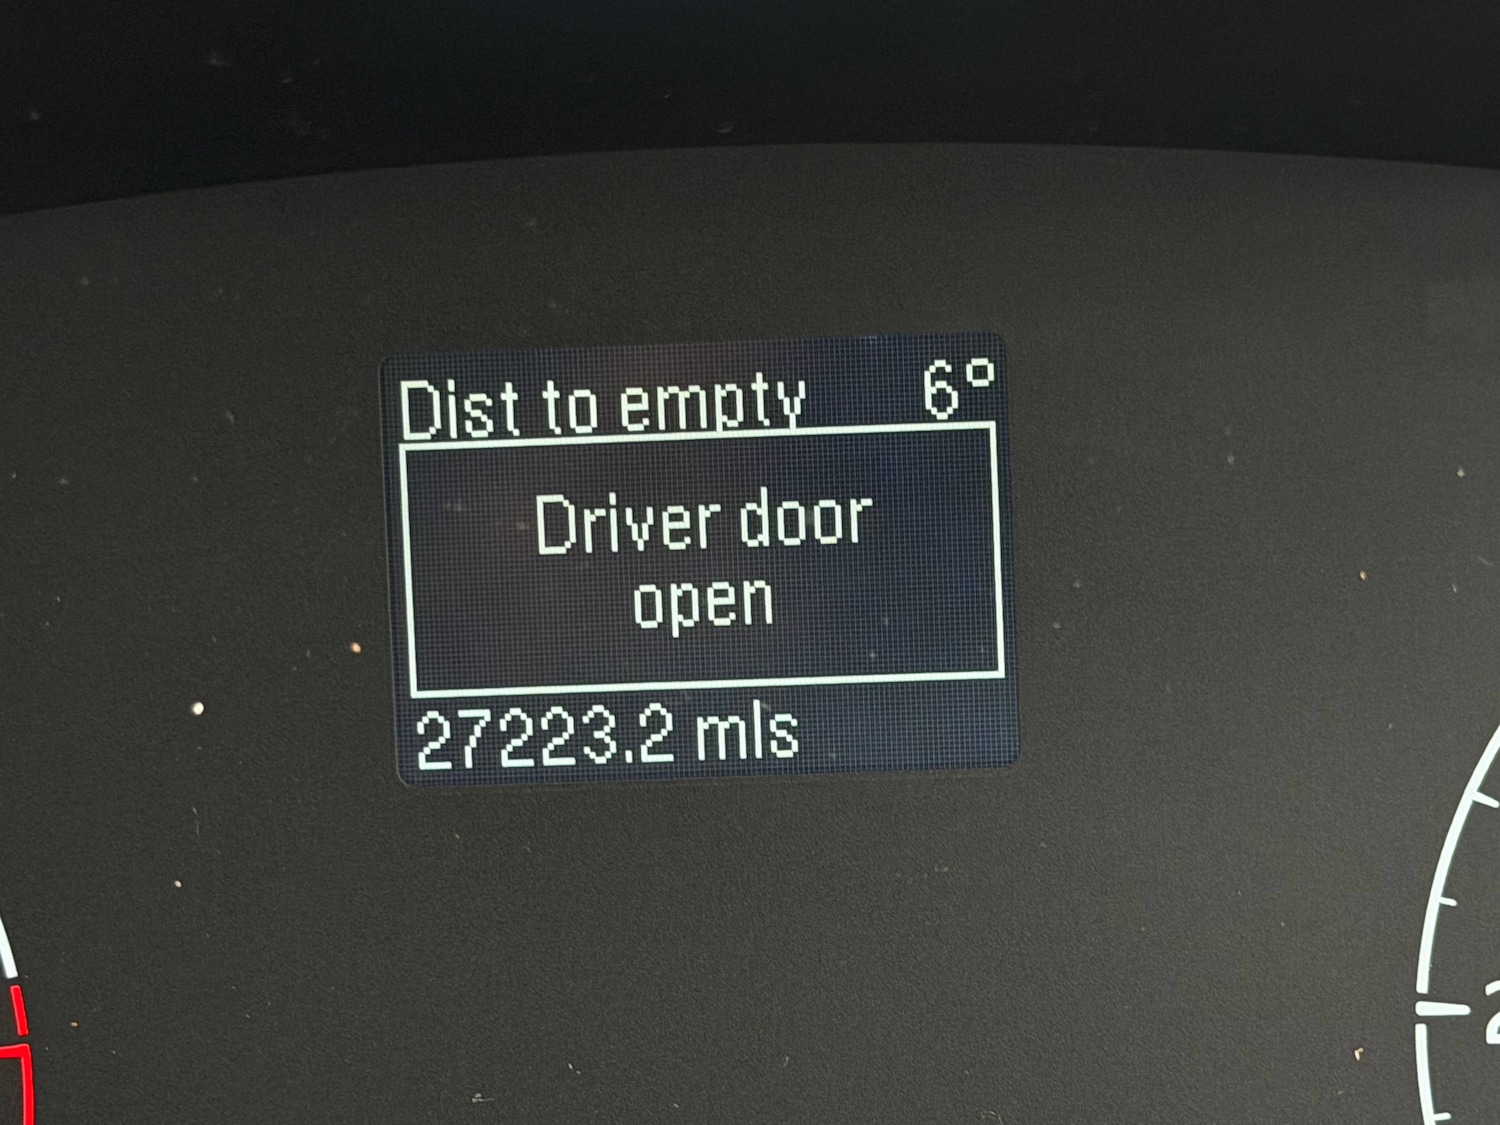 Dist to empty 6°
Driver door
open
27223.2 mls